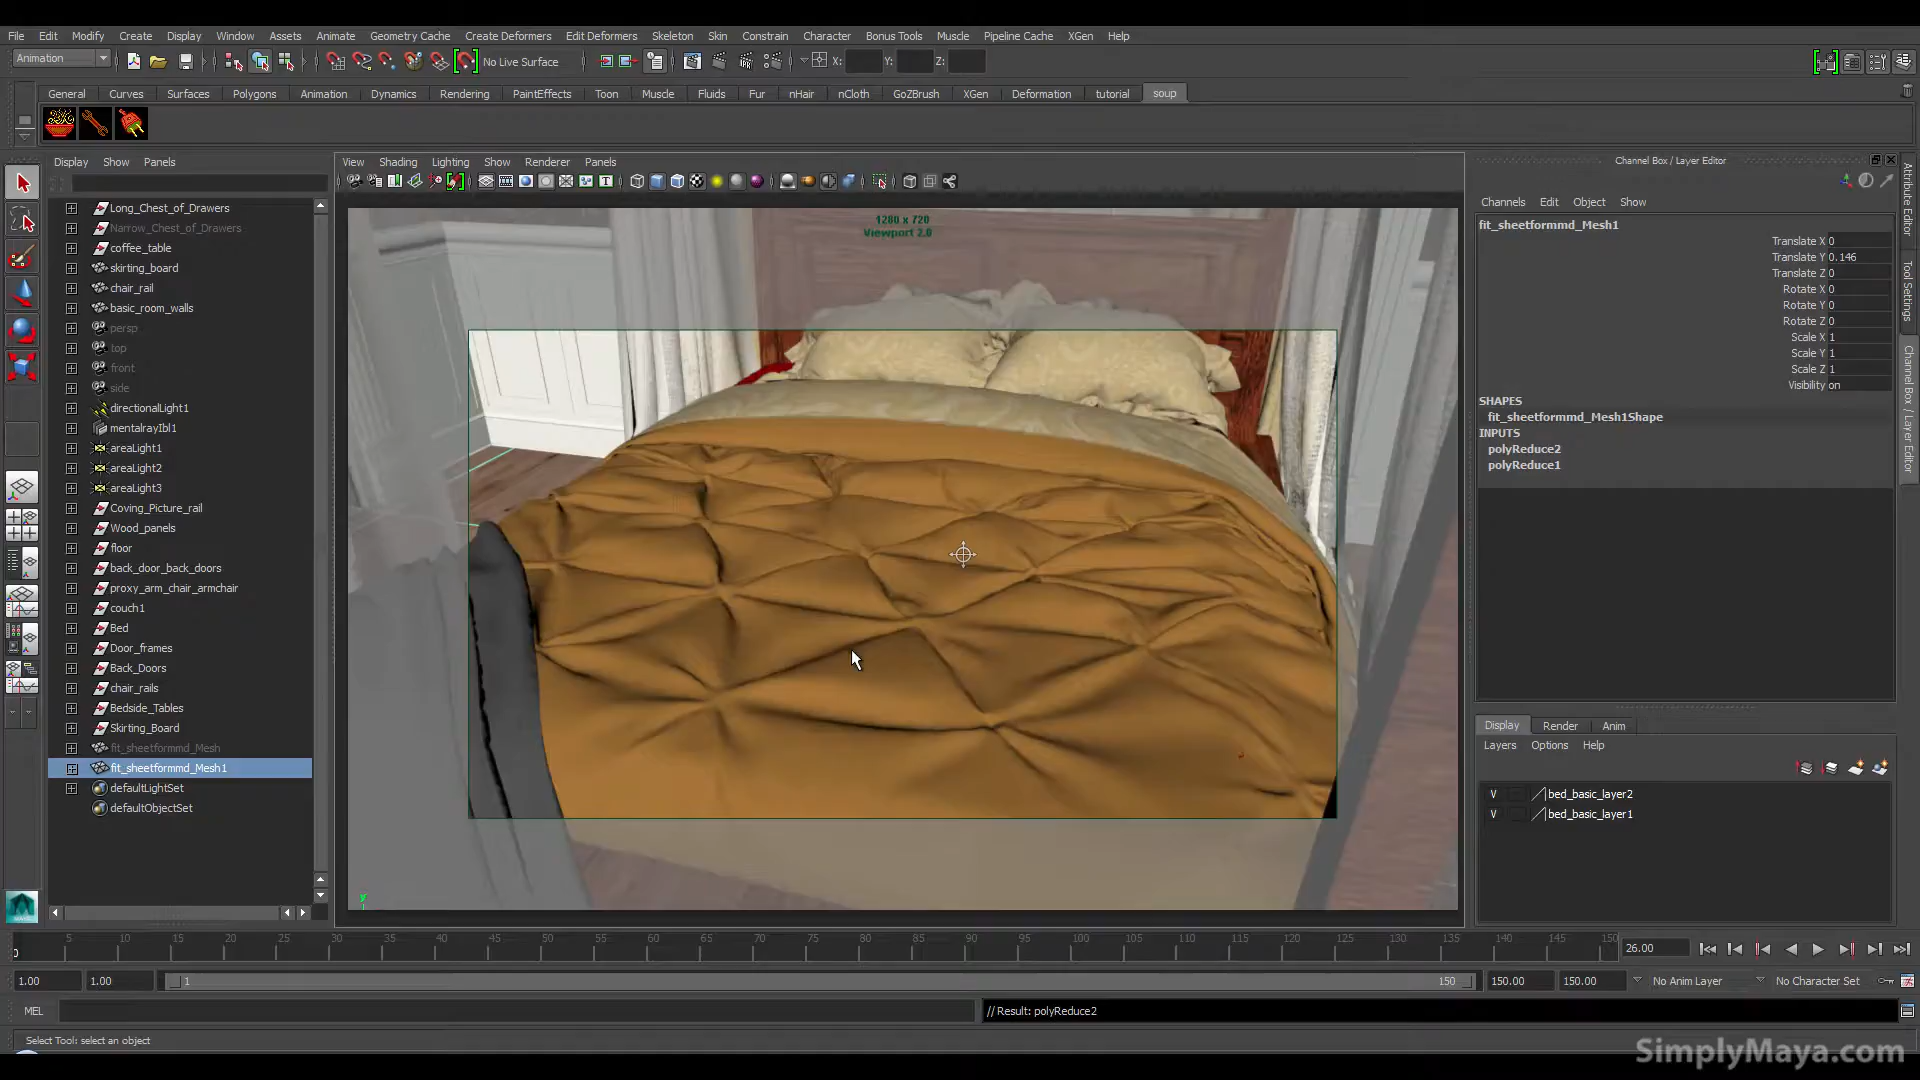 File Edit Modify Create Display Window Assets Animate Geometry Cache Create Deformers Edit Deformers Skeleton Skin Constrain Character Bonus Tools Muscle Pipeline Cache XGen Help
Animation No Live Surface X: Y: Z:
General Curves Surfaces Polygons Animation Dynamics Rendering PaintEffects Toon Muscle Fluids Fur nHair nCloth GoZBrush XGen Deformation tutorial soup
Display Show Panels
View Shading Lighting Show Renderer Panels
Long_Chest_of_Drawers
Narrow_Chest_of_Drawers
coffee_table
skirting_board
chair_rail
basic_room_walls
persp
top
front
side
directionalLight1
mentalrayIbl1
areaLight1
areaLight2
areaLight3
Coving_Picture_rail
Wood_panels
floor
back_door_back_doors
proxy_arm_chair_armchair
couch1
Bed
Door_frames
Back_Doors
chair_rails
Bedside_Tables
Skirting_Board
fit_sheetformmd_Mesh
fit_sheetformmd_Mesh1
defaultLightSet
defaultObjectSet
1280 x 720
Viewport 2.0
y
Channel Box / Layer Editor
Channels Edit Object Show
fit_sheetformmd_Mesh1
Translate X 0
Translate Y 0.146
Translate Z 0
Rotate X 0
Rotate Y 0
Rotate Z 0
Scale X 1
Scale Y 1
Scale Z 1
Visibility on
SHAPES
fit_sheetformmd_Mesh1Shape
INPUTS
polyReduce2
polyReduce1
Attribute Editor
Tool Settings
Channel Box / Layer Editor
Display Render Anim
Layers Options Help
V bed_basic_layer2
V bed_basic_layer1
5 10 15 20 25 30 35 40 45 50 55 60 65 70 75 80 85 90 95 100 105 110 115 120 125 130 135 140 145 150
26.00
1.00 1.00 1 150 150.00 150.00 No Anim Layer No Character Set
MEL // Result: polyReduce2
Select Tool: select an object
SimplyMaya.com